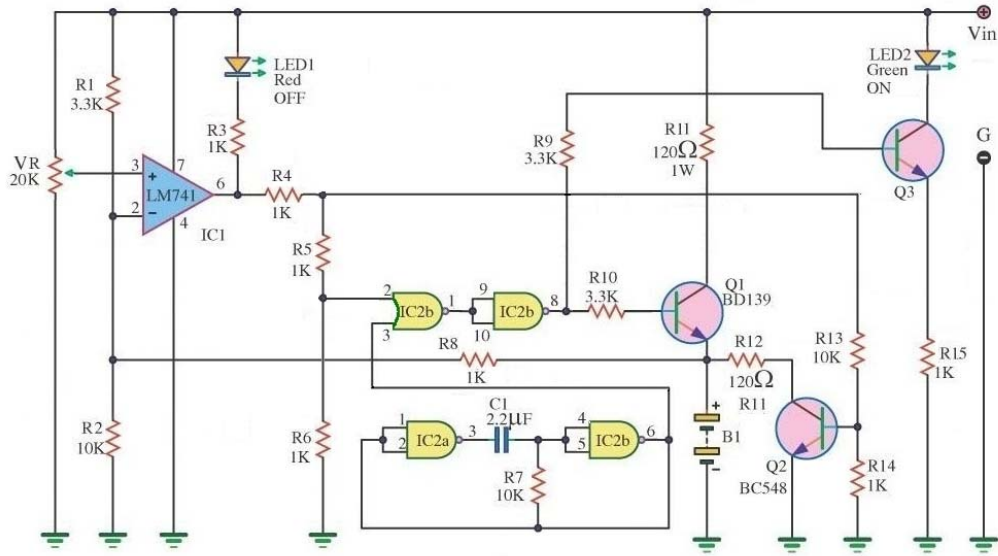 Vin
LED1
Red
OFF
LED2
Green
ON
R1
3.3K
R3
1K
R9
3.3K
R11
120Ω
1W
G
VR
20K
3
+
7
LM741
6
2
-
4
IC1
R4
1K
Q3
R5
1K
2
IC2b
1
3
9
IC2b
8
10
R10
3.3K
Q1
BD139
R8
1K
R12
120Ω
R11
R13
10K
R15
1K
R2
10K
R6
1K
1
2
IC2a
3
C1
2.2µF
4
5
IC2b
6
R7
10K
+
B1
-
Q2
BC548
R14
1K